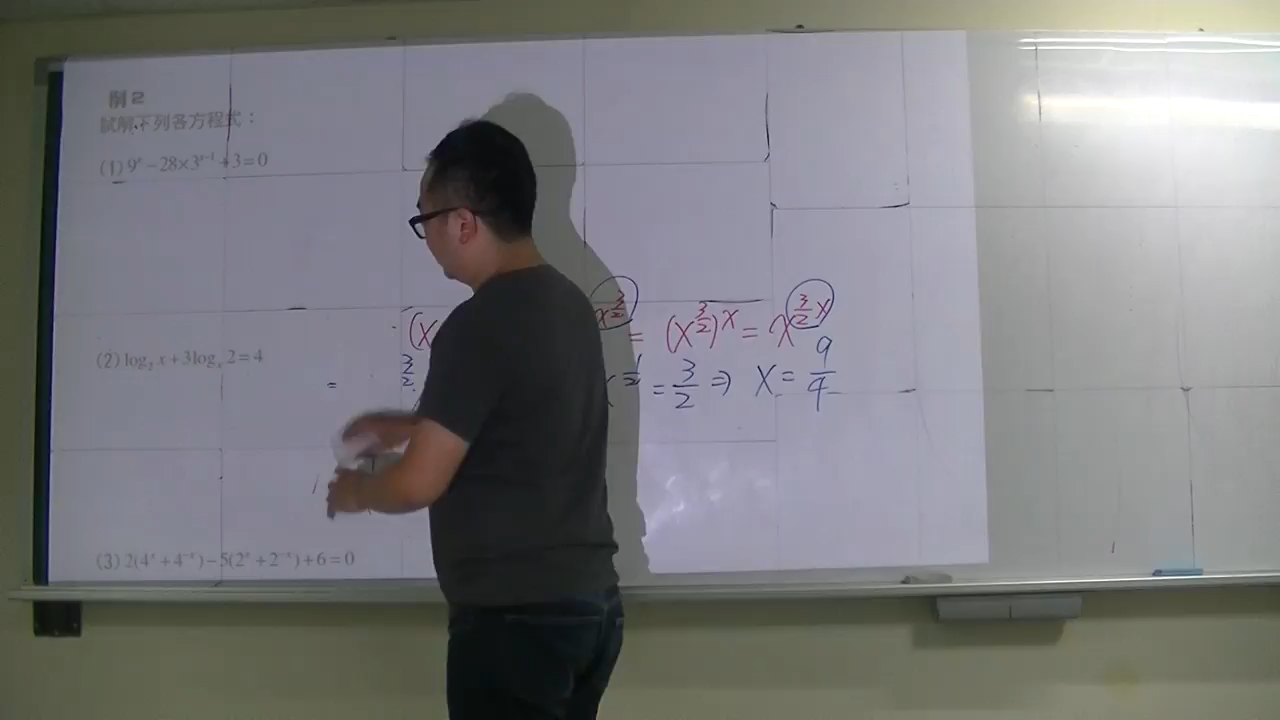 例2
試解下列各方程式：
(1) 9^x − 28×3^{x−1} + 3 = 0
(x x^{3/2} = (x^{3/2})^x = x^{3/2 x}
(2) log_2 x + 3log_x 2 = 4
= 3/2 x^{1/2} = 3/2 ⇒ x = 9/4
(3) 2(4^x + 4^{−x}) − 5(2^x + 2^{−x}) + 6 = 0